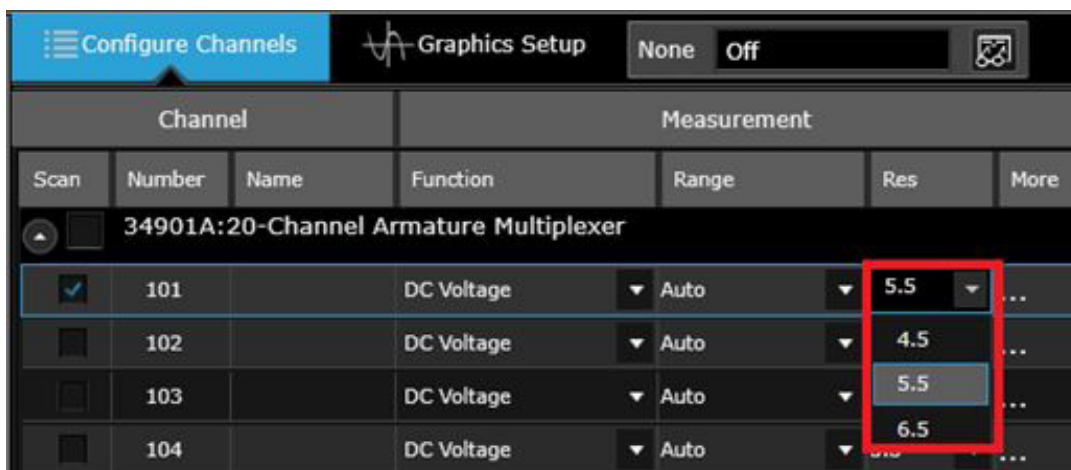 Configure Channels Graphics Setup None Off
Channel Measurement
Scan Number Name Function Range Res More
34901A:20-Channel Armature Multiplexer
101 DC Voltage Auto 5.5 ...
102 DC Voltage Auto 4.5 ...
103 DC Voltage Auto 5.5 ...
104 DC Voltage Auto 6.5 ...